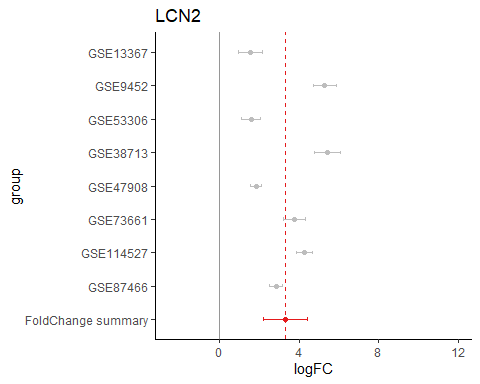 LCN2
group
GSE13367
GSE9452
GSE53306
GSE38713
GSE47908
GSE73661
GSE114527
GSE87466
FoldChange summary
0 4 8 12
logFC